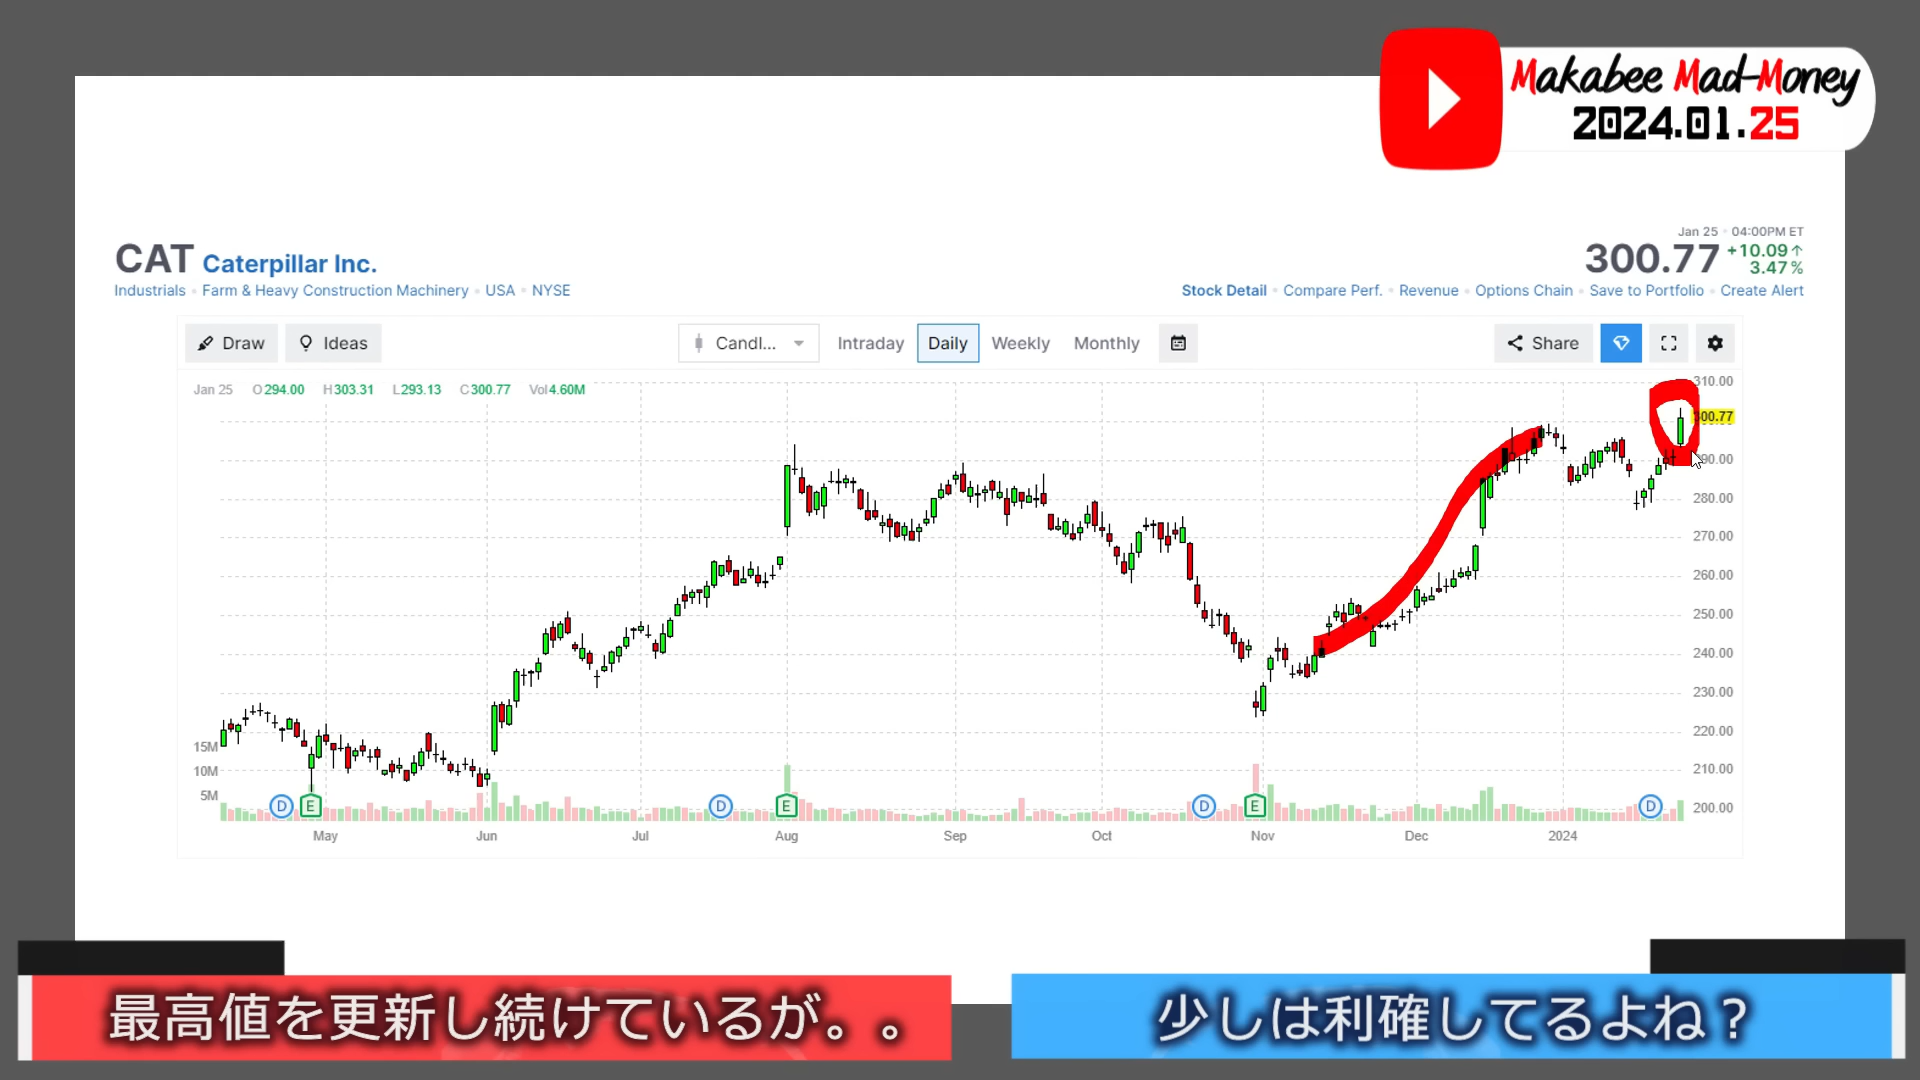 Makabee Mad-Money
2024.01.25
Jan 25 • 04:00PM ET
CAT Caterpillar Inc.
300.77 +10.09↑
3.47%
Industrials • Farm & Heavy Construction Machinery • USA • NYSE
Stock Detail • Compare Perf. • Revenue • Options Chain • Save to Portfolio • Create Alert
Draw Ideas Candl... Intraday Daily Weekly Monthly Share
Jan 25 O294.00 H303.31 L293.13 C300.77 Vol4.60M
310.00
300.77
290.00
280.00
270.00
260.00
250.00
240.00
230.00
220.00
210.00
200.00
15M
10M
5M
D E D E D E D
May Jun Jul Aug Sep Oct Nov Dec 2024
最高値を更新し続けているが。。
少しは利確してるよね？